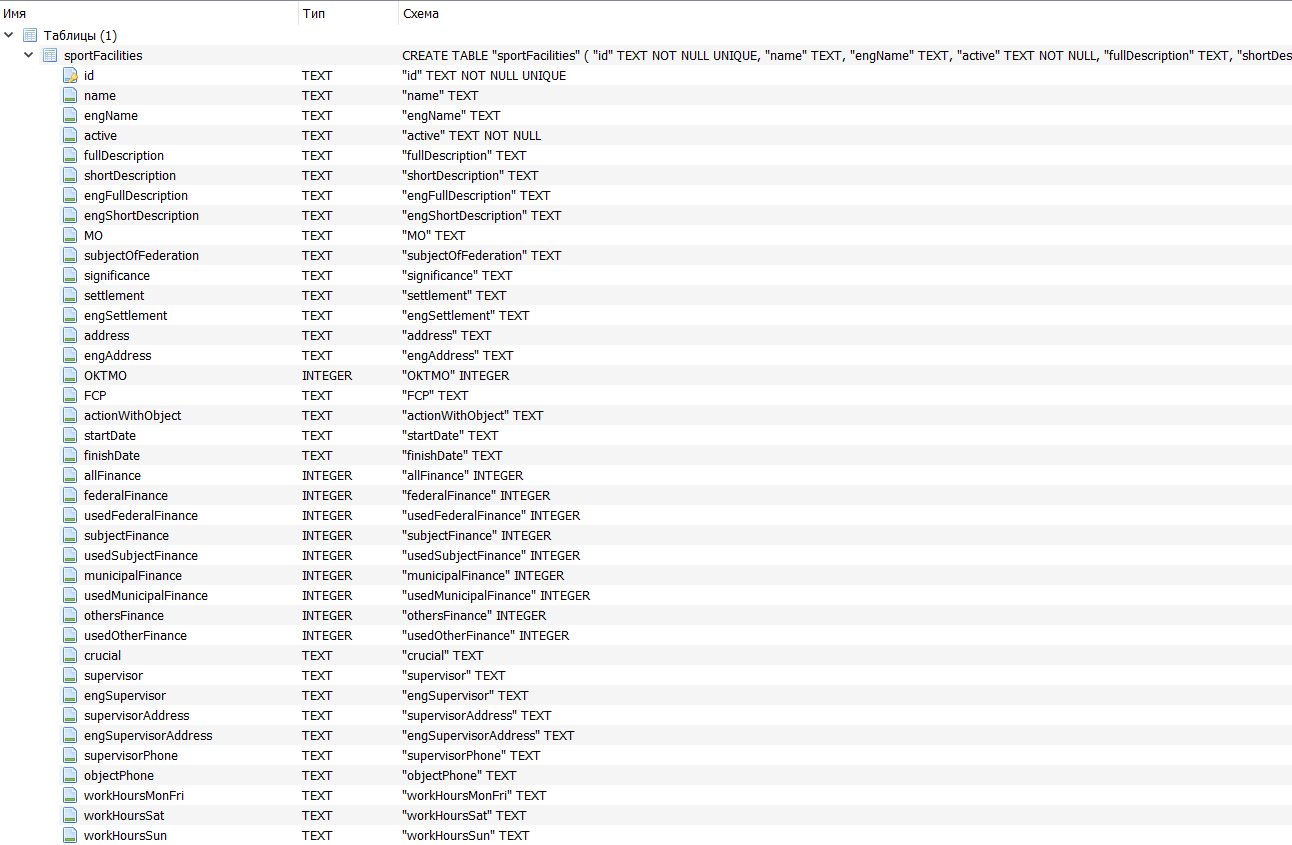 Имя Тип Схема
Таблицы (1)
sportFacilities CREATE TABLE "sportFacilities" ( "id" TEXT NOT NULL UNIQUE, "name" TEXT, "engName" TEXT, "active" TEXT NOT NULL, "fullDescription" TEXT, "shortDes
id TEXT "id" TEXT NOT NULL UNIQUE
name TEXT "name" TEXT
engName TEXT "engName" TEXT
active TEXT "active" TEXT NOT NULL
fullDescription TEXT "fullDescription" TEXT
shortDescription TEXT "shortDescription" TEXT
engFullDescription TEXT "engFullDescription" TEXT
engShortDescription TEXT "engShortDescription" TEXT
MO TEXT "MO" TEXT
subjectOfFederation TEXT "subjectOfFederation" TEXT
significance TEXT "significance" TEXT
settlement TEXT "settlement" TEXT
engSettlement TEXT "engSettlement" TEXT
address TEXT "address" TEXT
engAddress TEXT "engAddress" TEXT
OKTMO INTEGER "OKTMO" INTEGER
FCP TEXT "FCP" TEXT
actionWithObject TEXT "actionWithObject" TEXT
startDate TEXT "startDate" TEXT
finishDate TEXT "finishDate" TEXT
allFinance INTEGER "allFinance" INTEGER
federalFinance INTEGER "federalFinance" INTEGER
usedFederalFinance INTEGER "usedFederalFinance" INTEGER
subjectFinance INTEGER "subjectFinance" INTEGER
usedSubjectFinance INTEGER "usedSubjectFinance" INTEGER
municipalFinance INTEGER "municipalFinance" INTEGER
usedMunicipalFinance INTEGER "usedMunicipalFinance" INTEGER
othersFinance INTEGER "othersFinance" INTEGER
usedOtherFinance INTEGER "usedOtherFinance" INTEGER
crucial TEXT "crucial" TEXT
supervisor TEXT "supervisor" TEXT
engSupervisor TEXT "engSupervisor" TEXT
supervisorAddress TEXT "supervisorAddress" TEXT
engSupervisorAddress TEXT "engSupervisorAddress" TEXT
supervisorPhone TEXT "supervisorPhone" TEXT
objectPhone TEXT "objectPhone" TEXT
workHoursMonFri TEXT "workHoursMonFri" TEXT
workHoursSat TEXT "workHoursSat" TEXT
workHoursSun TEXT "workHoursSun" TEXT